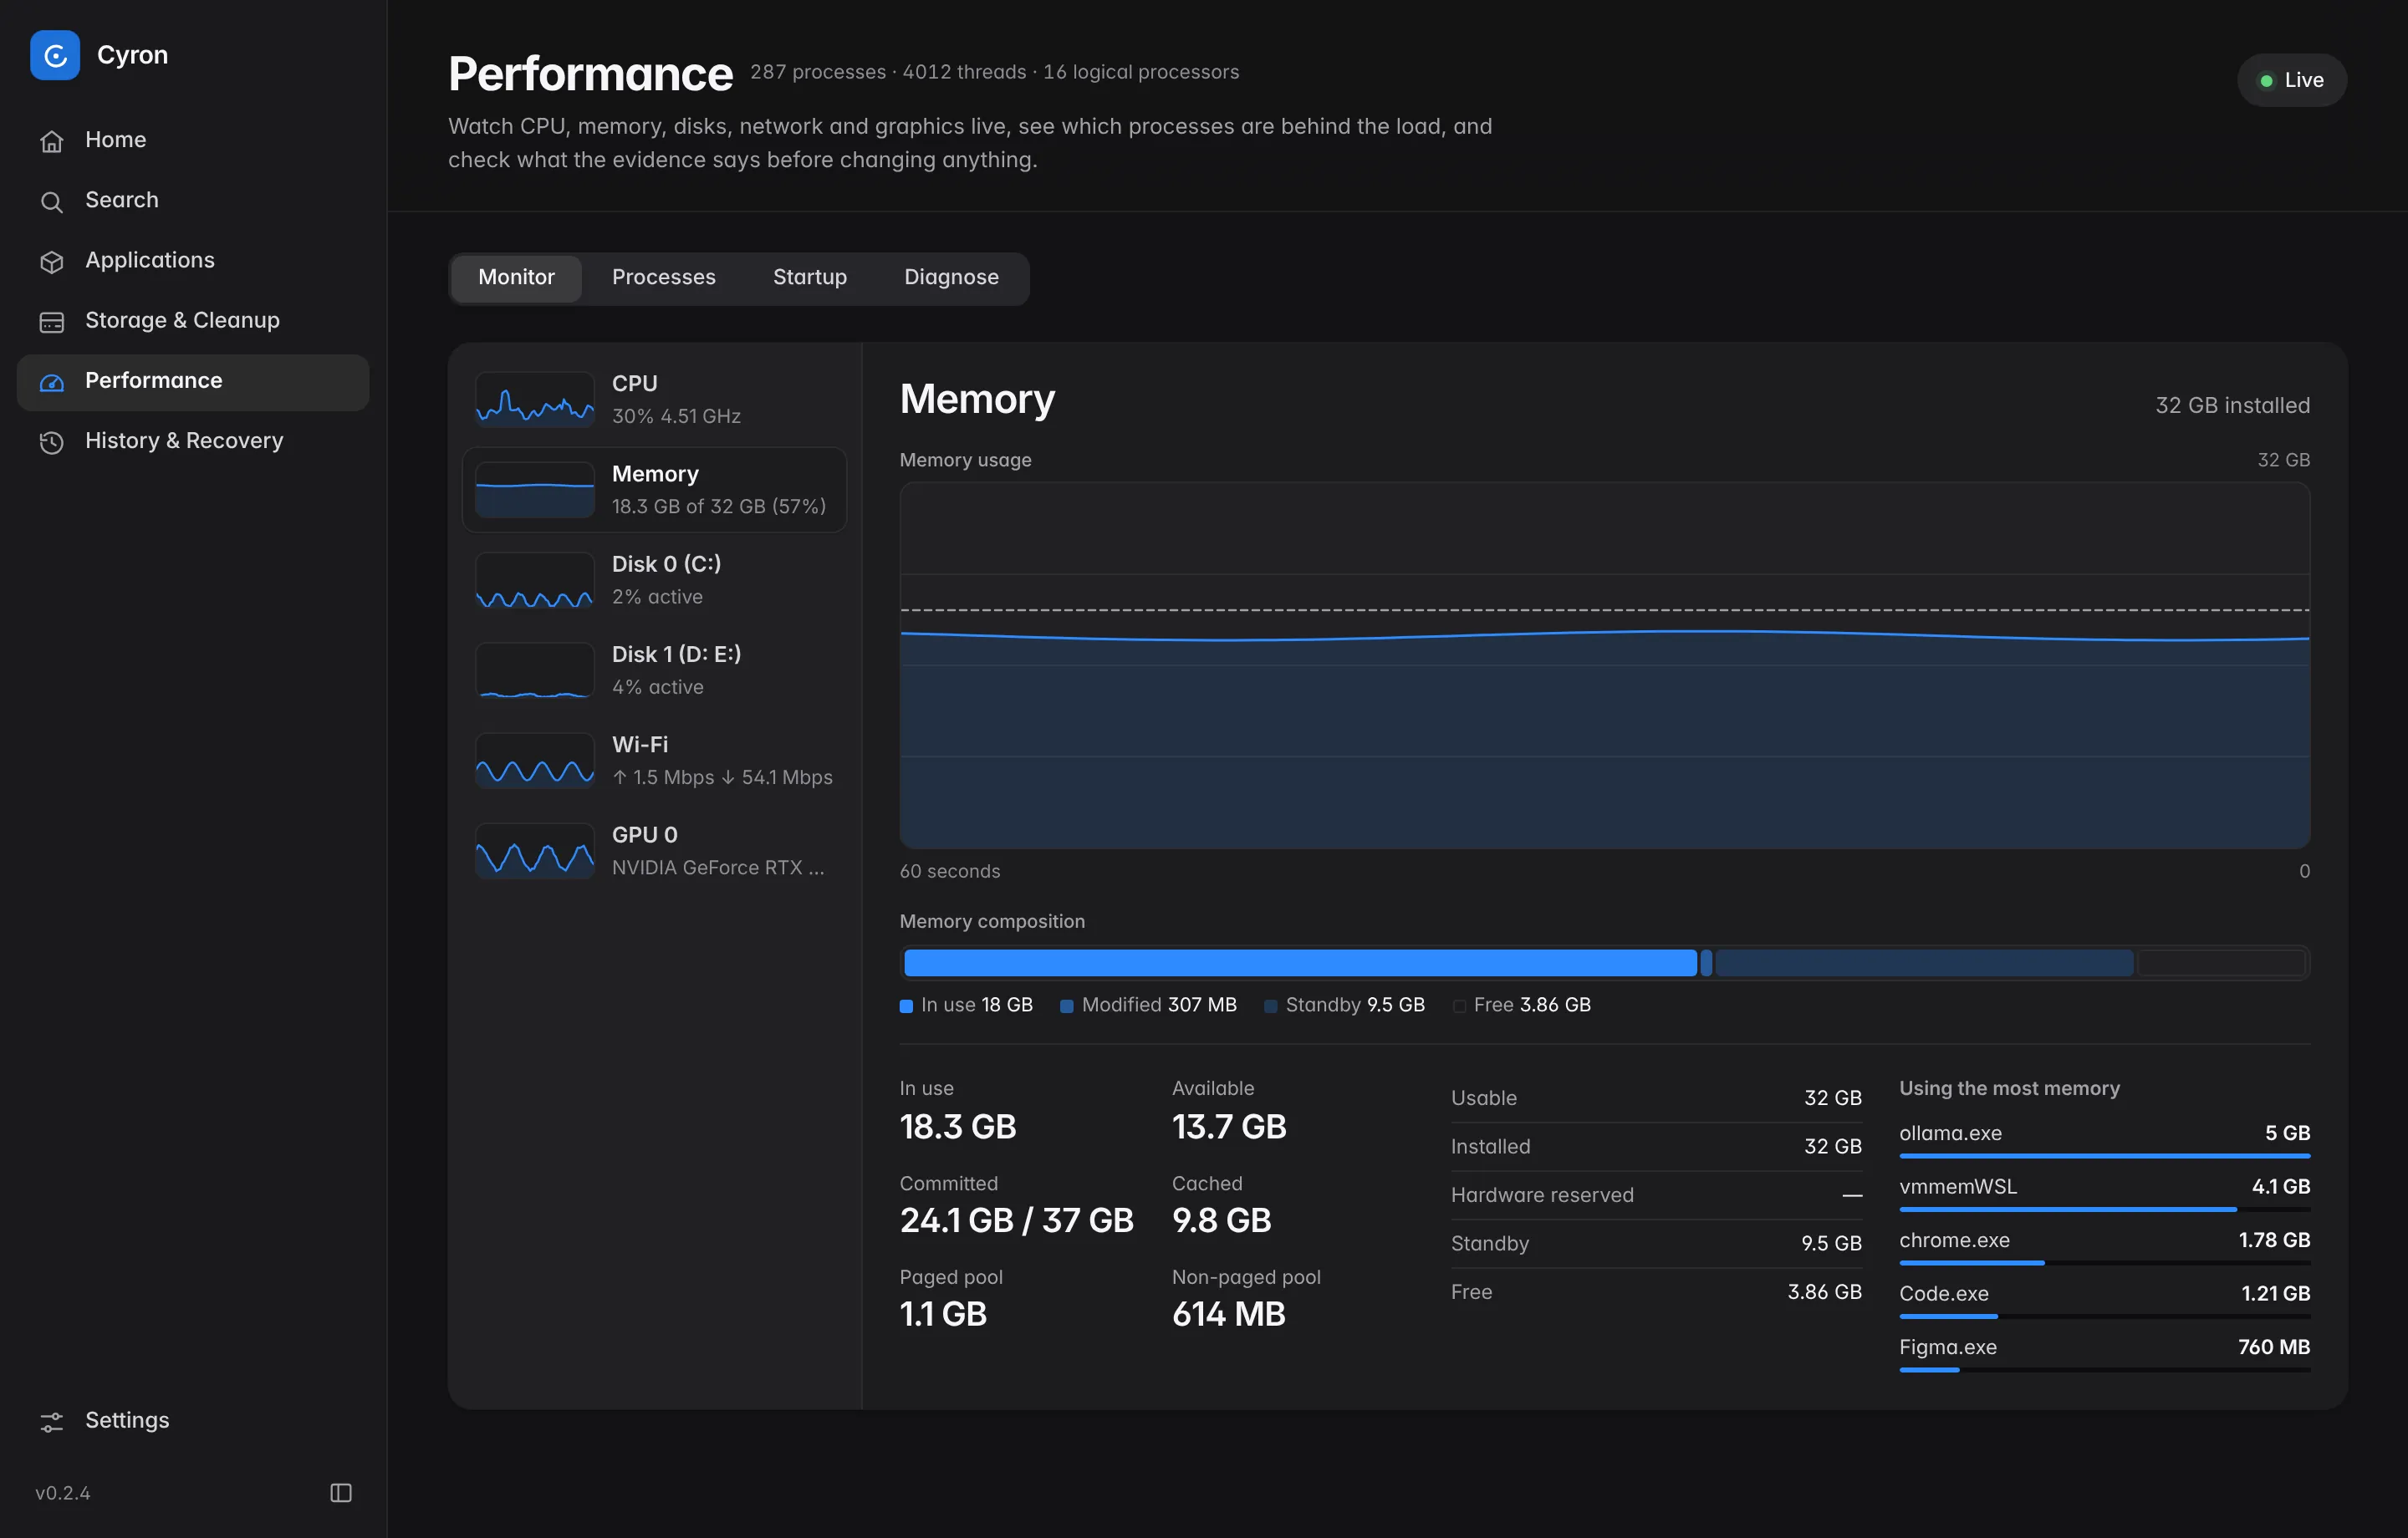 Cyron
Home
Search
Applications
Storage & Cleanup
Performance
History & Recovery
Settings
v0.2.4
Performance 287 processes · 4012 threads · 16 logical processors
Watch CPU, memory, disks, network and graphics live, see which processes are behind the load, and
check what the evidence says before changing anything.
Live
Monitor Processes Startup Diagnose
CPU
30% 4.51 GHz
Memory
18.3 GB of 32 GB (57%)
Disk 0 (C:)
2% active
Disk 1 (D: E:)
4% active
Wi-Fi
↑ 1.5 Mbps ↓ 54.1 Mbps
GPU 0
NVIDIA GeForce RTX ...
Memory 32 GB installed
Memory usage 32 GB
60 seconds 0
Memory composition
In use 18 GB Modified 307 MB Standby 9.5 GB Free 3.86 GB
In use
18.3 GB
Available
13.7 GB
Committed
24.1 GB / 37 GB
Cached
9.8 GB
Paged pool
1.1 GB
Non-paged pool
614 MB
Usable 32 GB
Installed 32 GB
Hardware reserved —
Standby 9.5 GB
Free 3.86 GB
Using the most memory
ollama.exe 5 GB
vmmemWSL 4.1 GB
chrome.exe 1.78 GB
Code.exe 1.21 GB
Figma.exe 760 MB